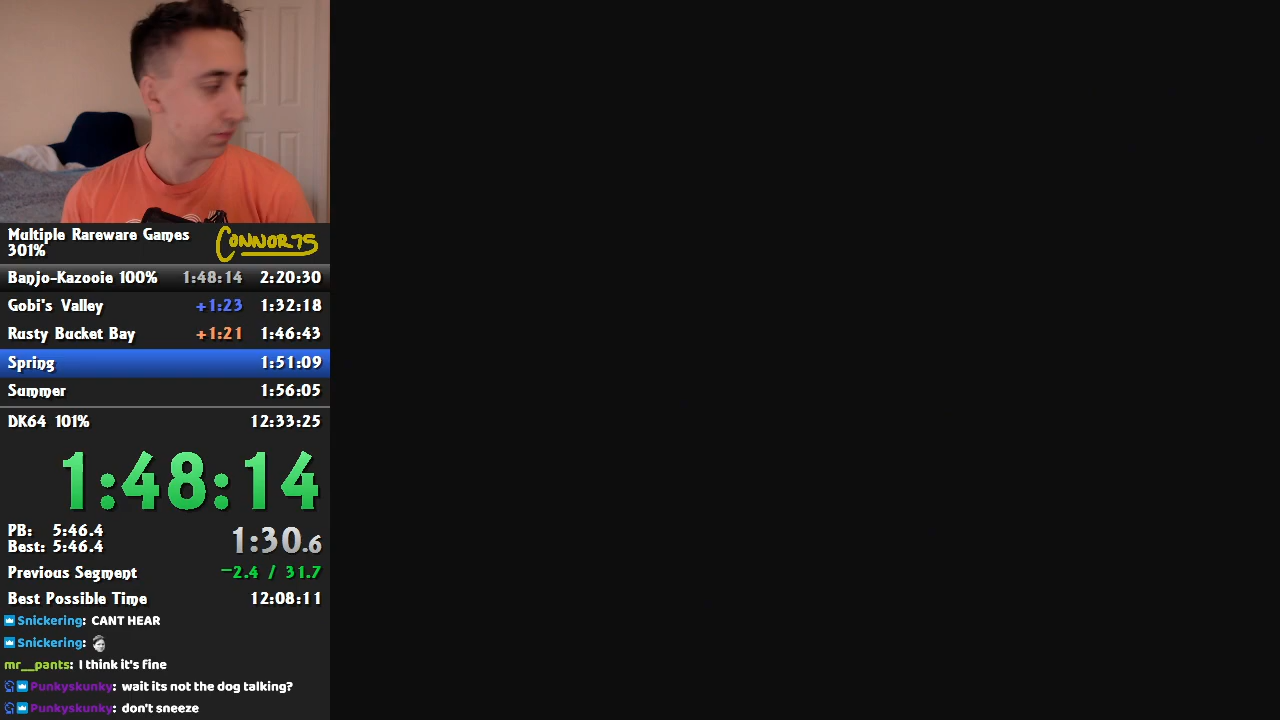 Multiple Rareware Games
301%
CONNOR75
Banjo-Kazooie 100% 1:48:14 2:20:30
Gobi's Valley +1:23 1:32:18
Rusty Bucket Bay +1:21 1:46:43
Spring 1:51:09
Summer 1:56:05
DK64 101% 12:33:25
1:48:14
PB: 5:46.4
Best: 5:46.4
1:30.6
Previous Segment -2.4 / 31.7
Best Possible Time 12:08:11
Snickering: CANT HEAR
Snickering:
mr__pants: I think it's fine
Punkyskunky: wait its not the dog talking?
Punkyskunky: don't sneeze